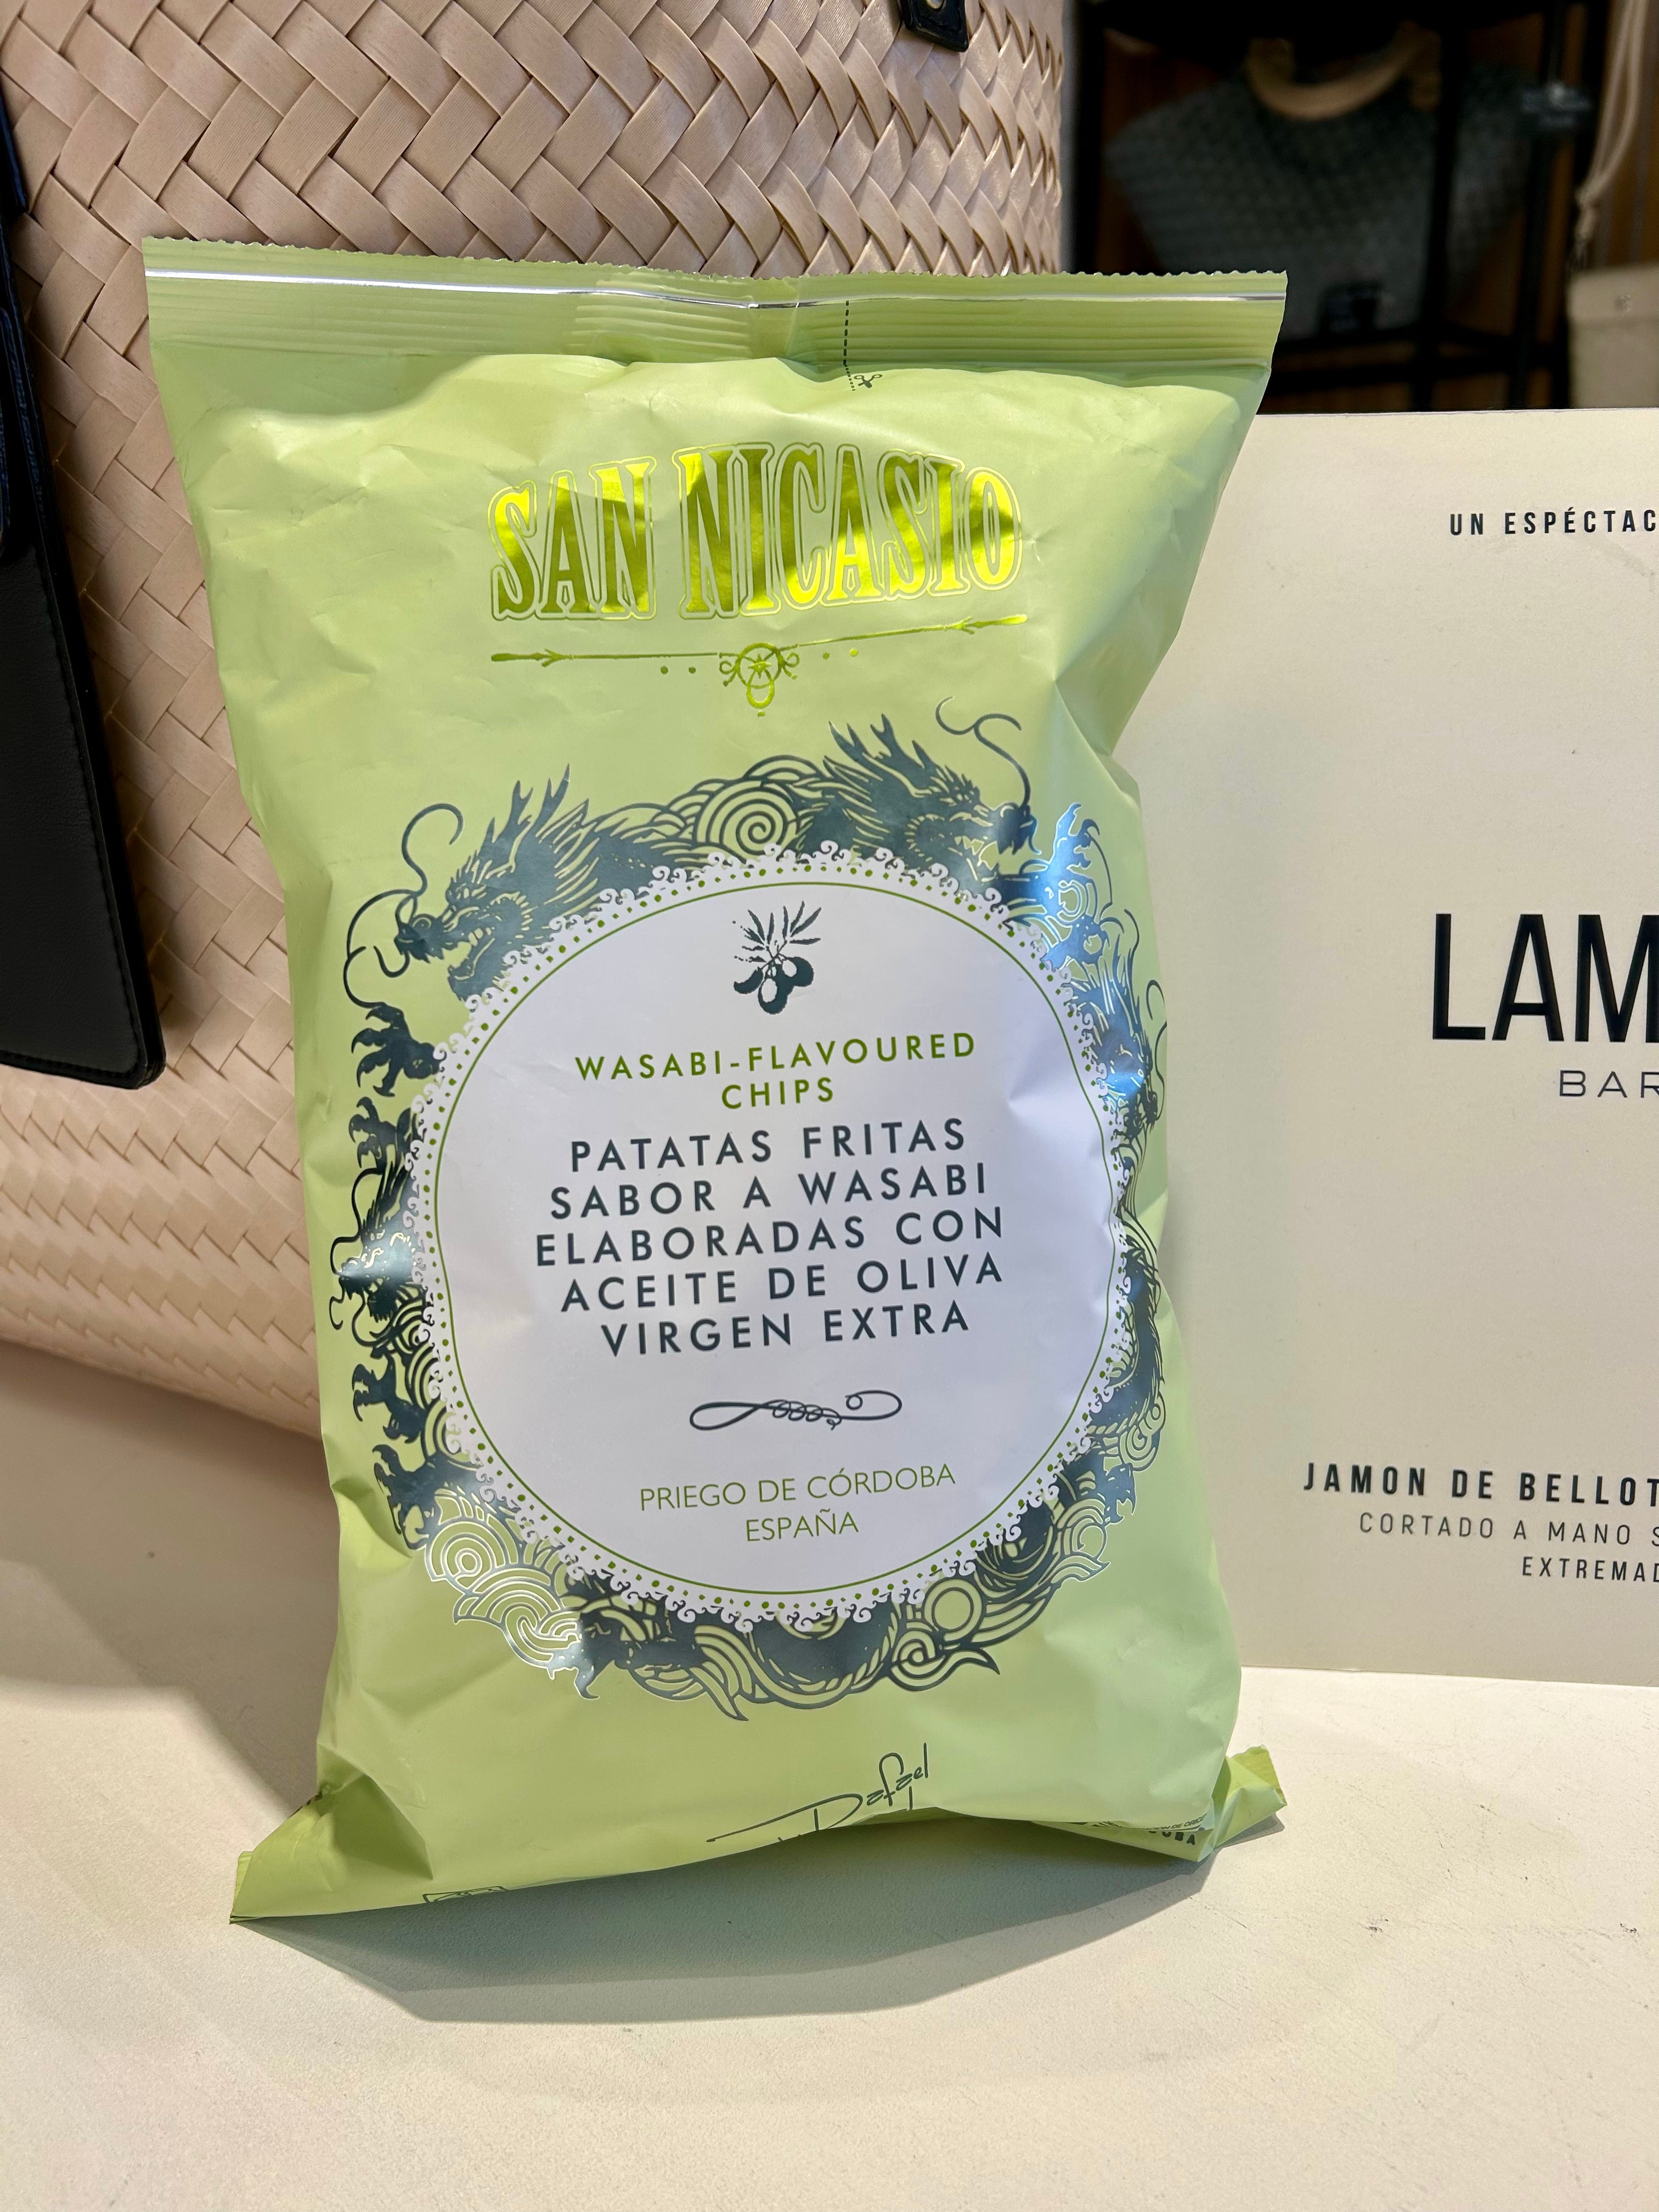 SAN NICASIO
WASABI-FLAVOURED
CHIPS
PATATAS FRITAS
SABOR A WASABI
ELABORADAS CON
ACEITE DE OLIVA
VIRGEN EXTRA
PRIEGO DE CÓRDOBA
ESPAÑA
Rafael
UN ESPÉCTAC
LAM
BAR
JAMON DE BELLOT
CORTADO A MANO S
EXTREMAD